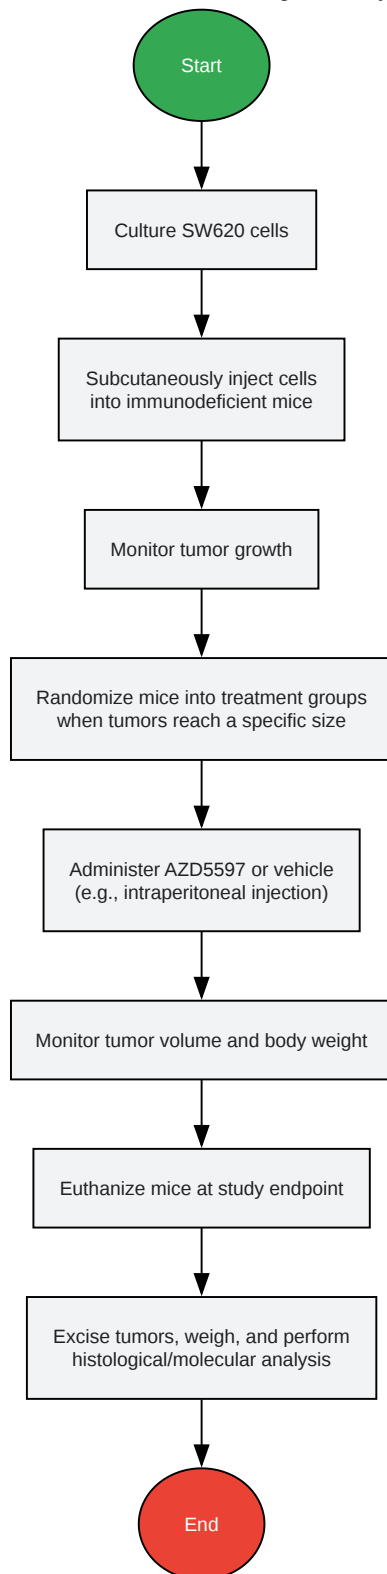 Start
Culture SW620 cells
Subcutaneously inject cells
into immunodeficient mice
Monitor tumor growth
Randomize mice into treatment groups
when tumors reach a specific size
Administer AZD5597 or vehicle
(e.g., intraperitoneal injection)
Monitor tumor volume and body weight
Euthanize mice at study endpoint
Excise tumors, weigh, and perform
histological/molecular analysis
End